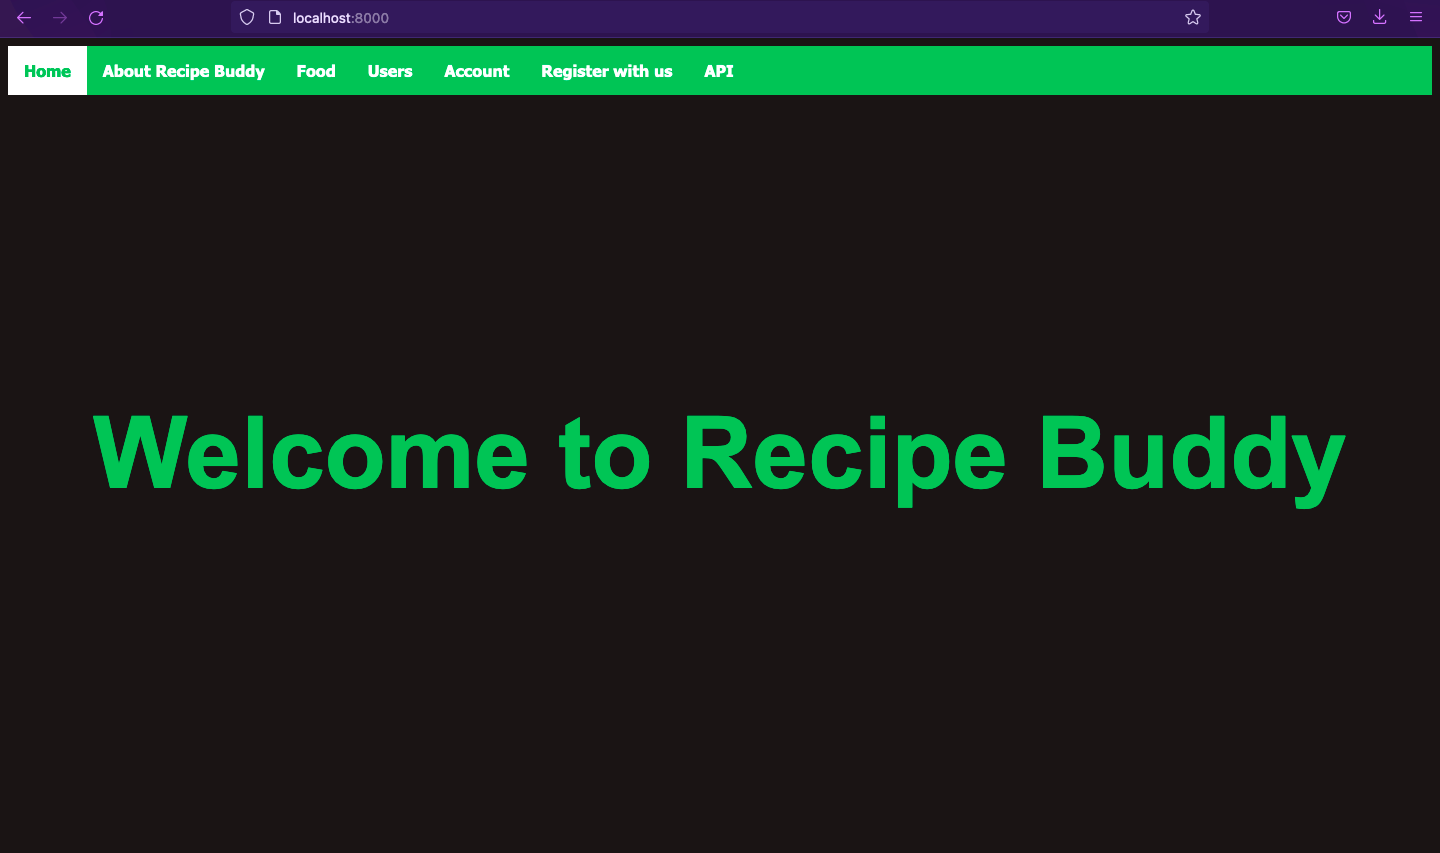 localhost:8000
Home About Recipe Buddy Food Users Account Register with us API
Welcome to Recipe Buddy